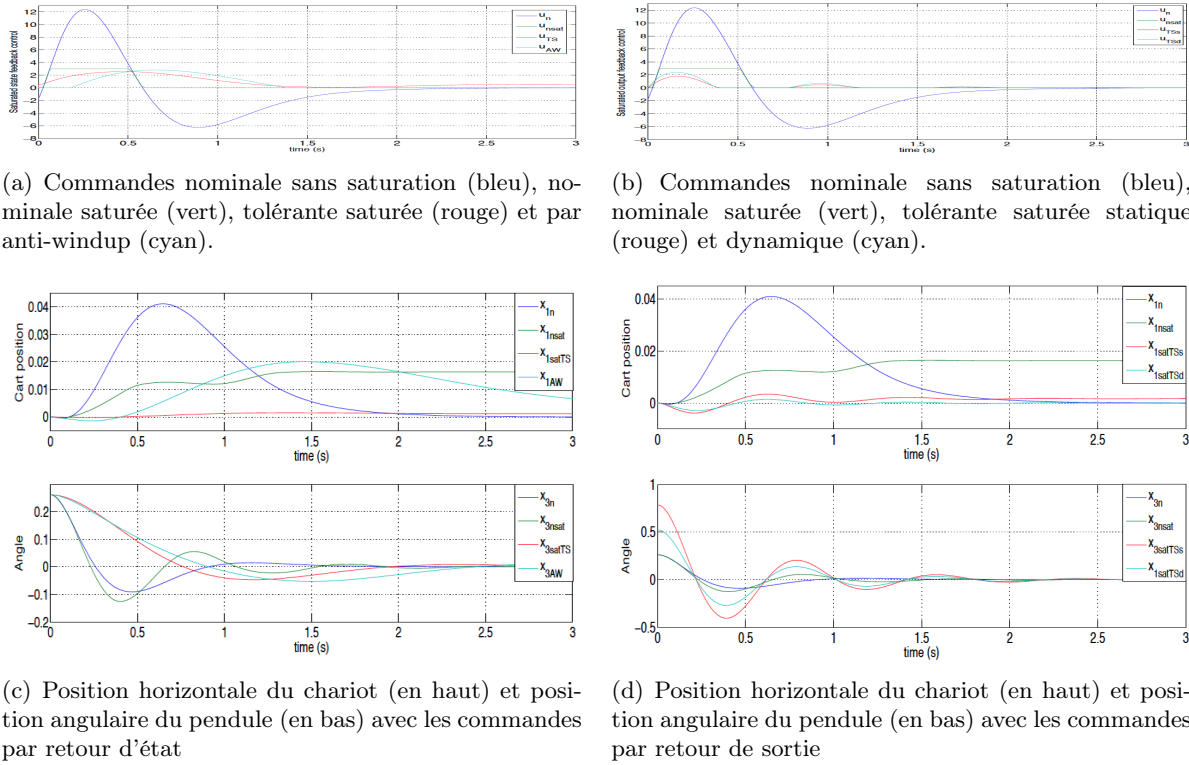 12
10
8
6
4
2
0
−2
−4
−6
−8
0
0.5
1
1.5
2
2.5
3
time (s)
Saturated state feedback control
u_n
u_nsat
u_TS
u_AW
12
10
8
6
4
2
0
−2
−4
−6
−8
0
0.5
1
1.5
2
2.5
3
time (s)
Saturated output feedback control
u_n
u_nsat
u_TSs
u_TSd
(a) Commandes nominale sans saturation (bleu), no-
minale saturée (vert), tolérante saturée (rouge) et par
anti-windup (cyan).
(b) Commandes nominale sans saturation (bleu),
nominale saturée (vert), tolérante saturée statique
(rouge) et dynamique (cyan).
0.04
0.03
0.02
0.01
0
0.5
1
1.5
2
2.5
3
time (s)
Cart position
x_1n
x_1nsat
x_1satTS
x_1AW
0.04
0.02
0
0.5
1
1.5
2
2.5
3
time (s)
Cart position
x_1n
x_1nsat
x_1satTSs
x_1satTSd
0.2
0.1
0
−0.1
−0.2
0
0.5
1
1.5
2
2.5
3
time (s)
Angle
x_3n
x_3nsat
x_3satTS
x_3AW
1
0.5
0
−0.5
0
0.5
1
1.5
2
2.5
3
time (s)
Angle
x_3n
x_3nsat
x_3satTSs
x_1satTSd
(c) Position horizontale du chariot (en haut) et posi-
tion angulaire du pendule (en bas) avec les commandes
par retour d'état
(d) Position horizontale du chariot (en haut) et posi-
tion angulaire du pendule (en bas) avec les commandes
par retour de sortie